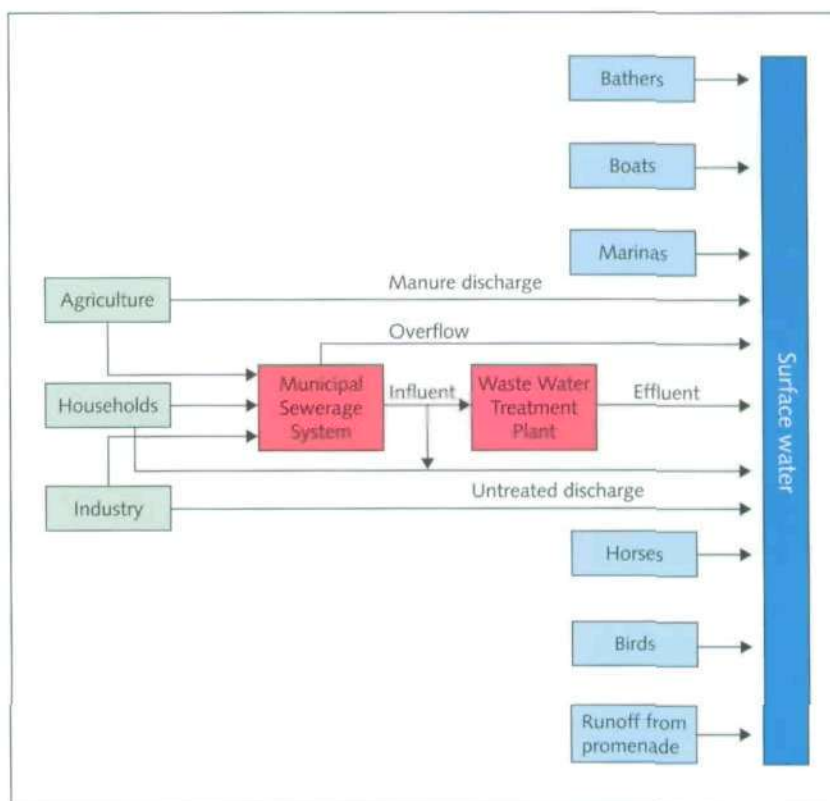 Bathers
Boats
Marinas
Agriculture
Manure discharge
Overflow
Households
Municipal
Sewerage
System
Influent
Waste Water
Treatment
Plant
Effluent
Surface water
Industry
Untreated discharge
Horses
Birds
Runoff from
promenade